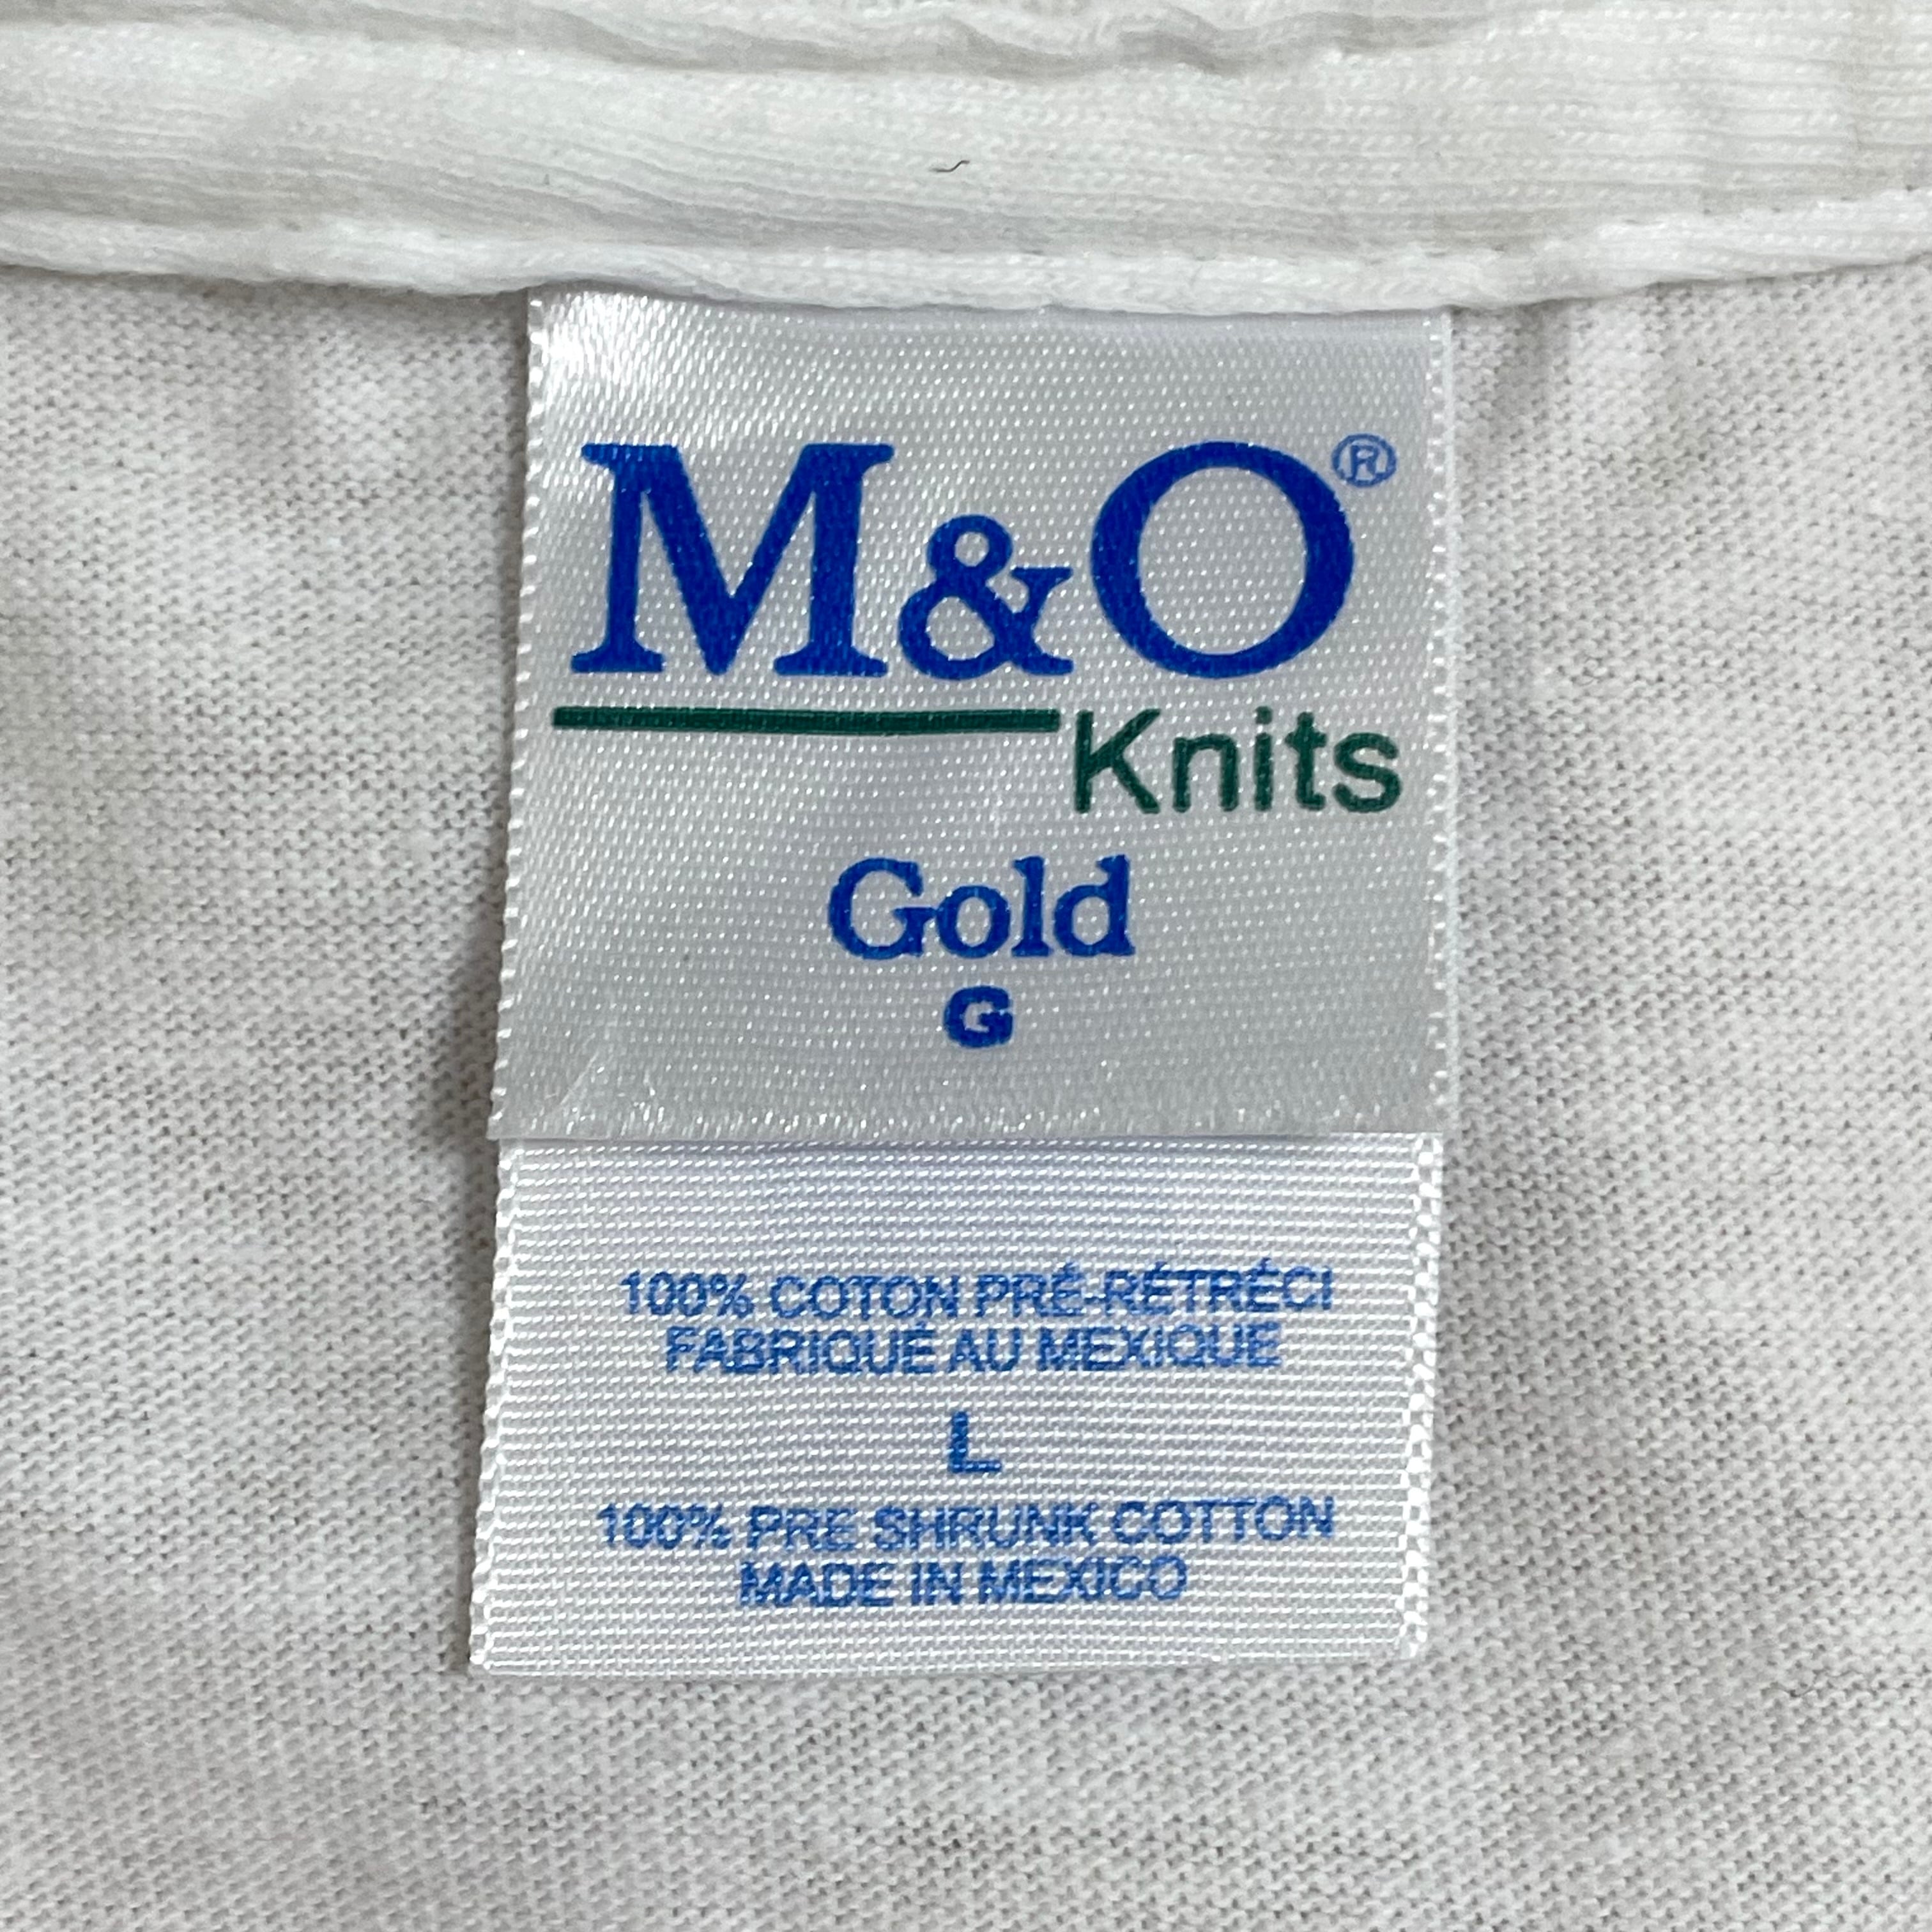 M&O®
Knits
Gold
G
100% COTON PRÉ-RÉTRÉCI
FABRIQUÉ AU MEXIQUE
L
100% PRE SHRUNK COTTON
MADE IN MEXICO